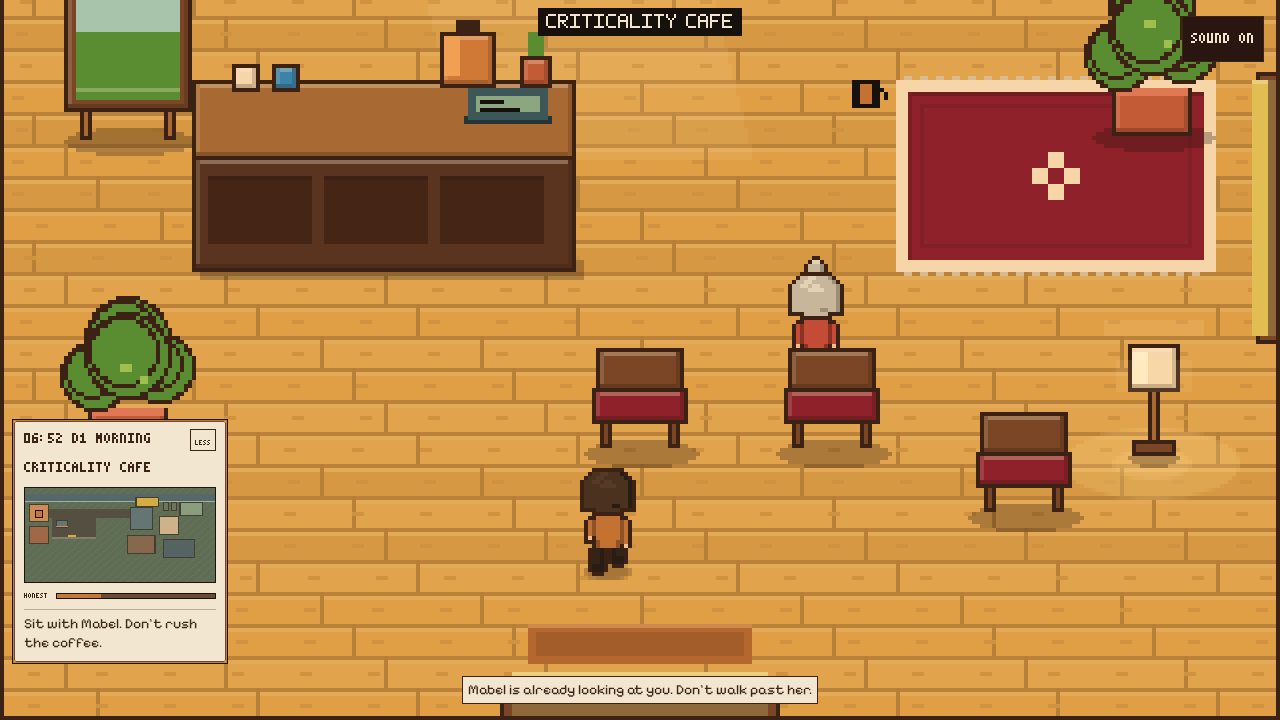 CRITICALITY CAFE
SOUND ON
06:52 D1 MORNING
LESS
CRITICALITY CAFE
HONEST
Sit with Mabel. Don't rush
the coffee.
Mabel is already looking at you. Don't walk past her.